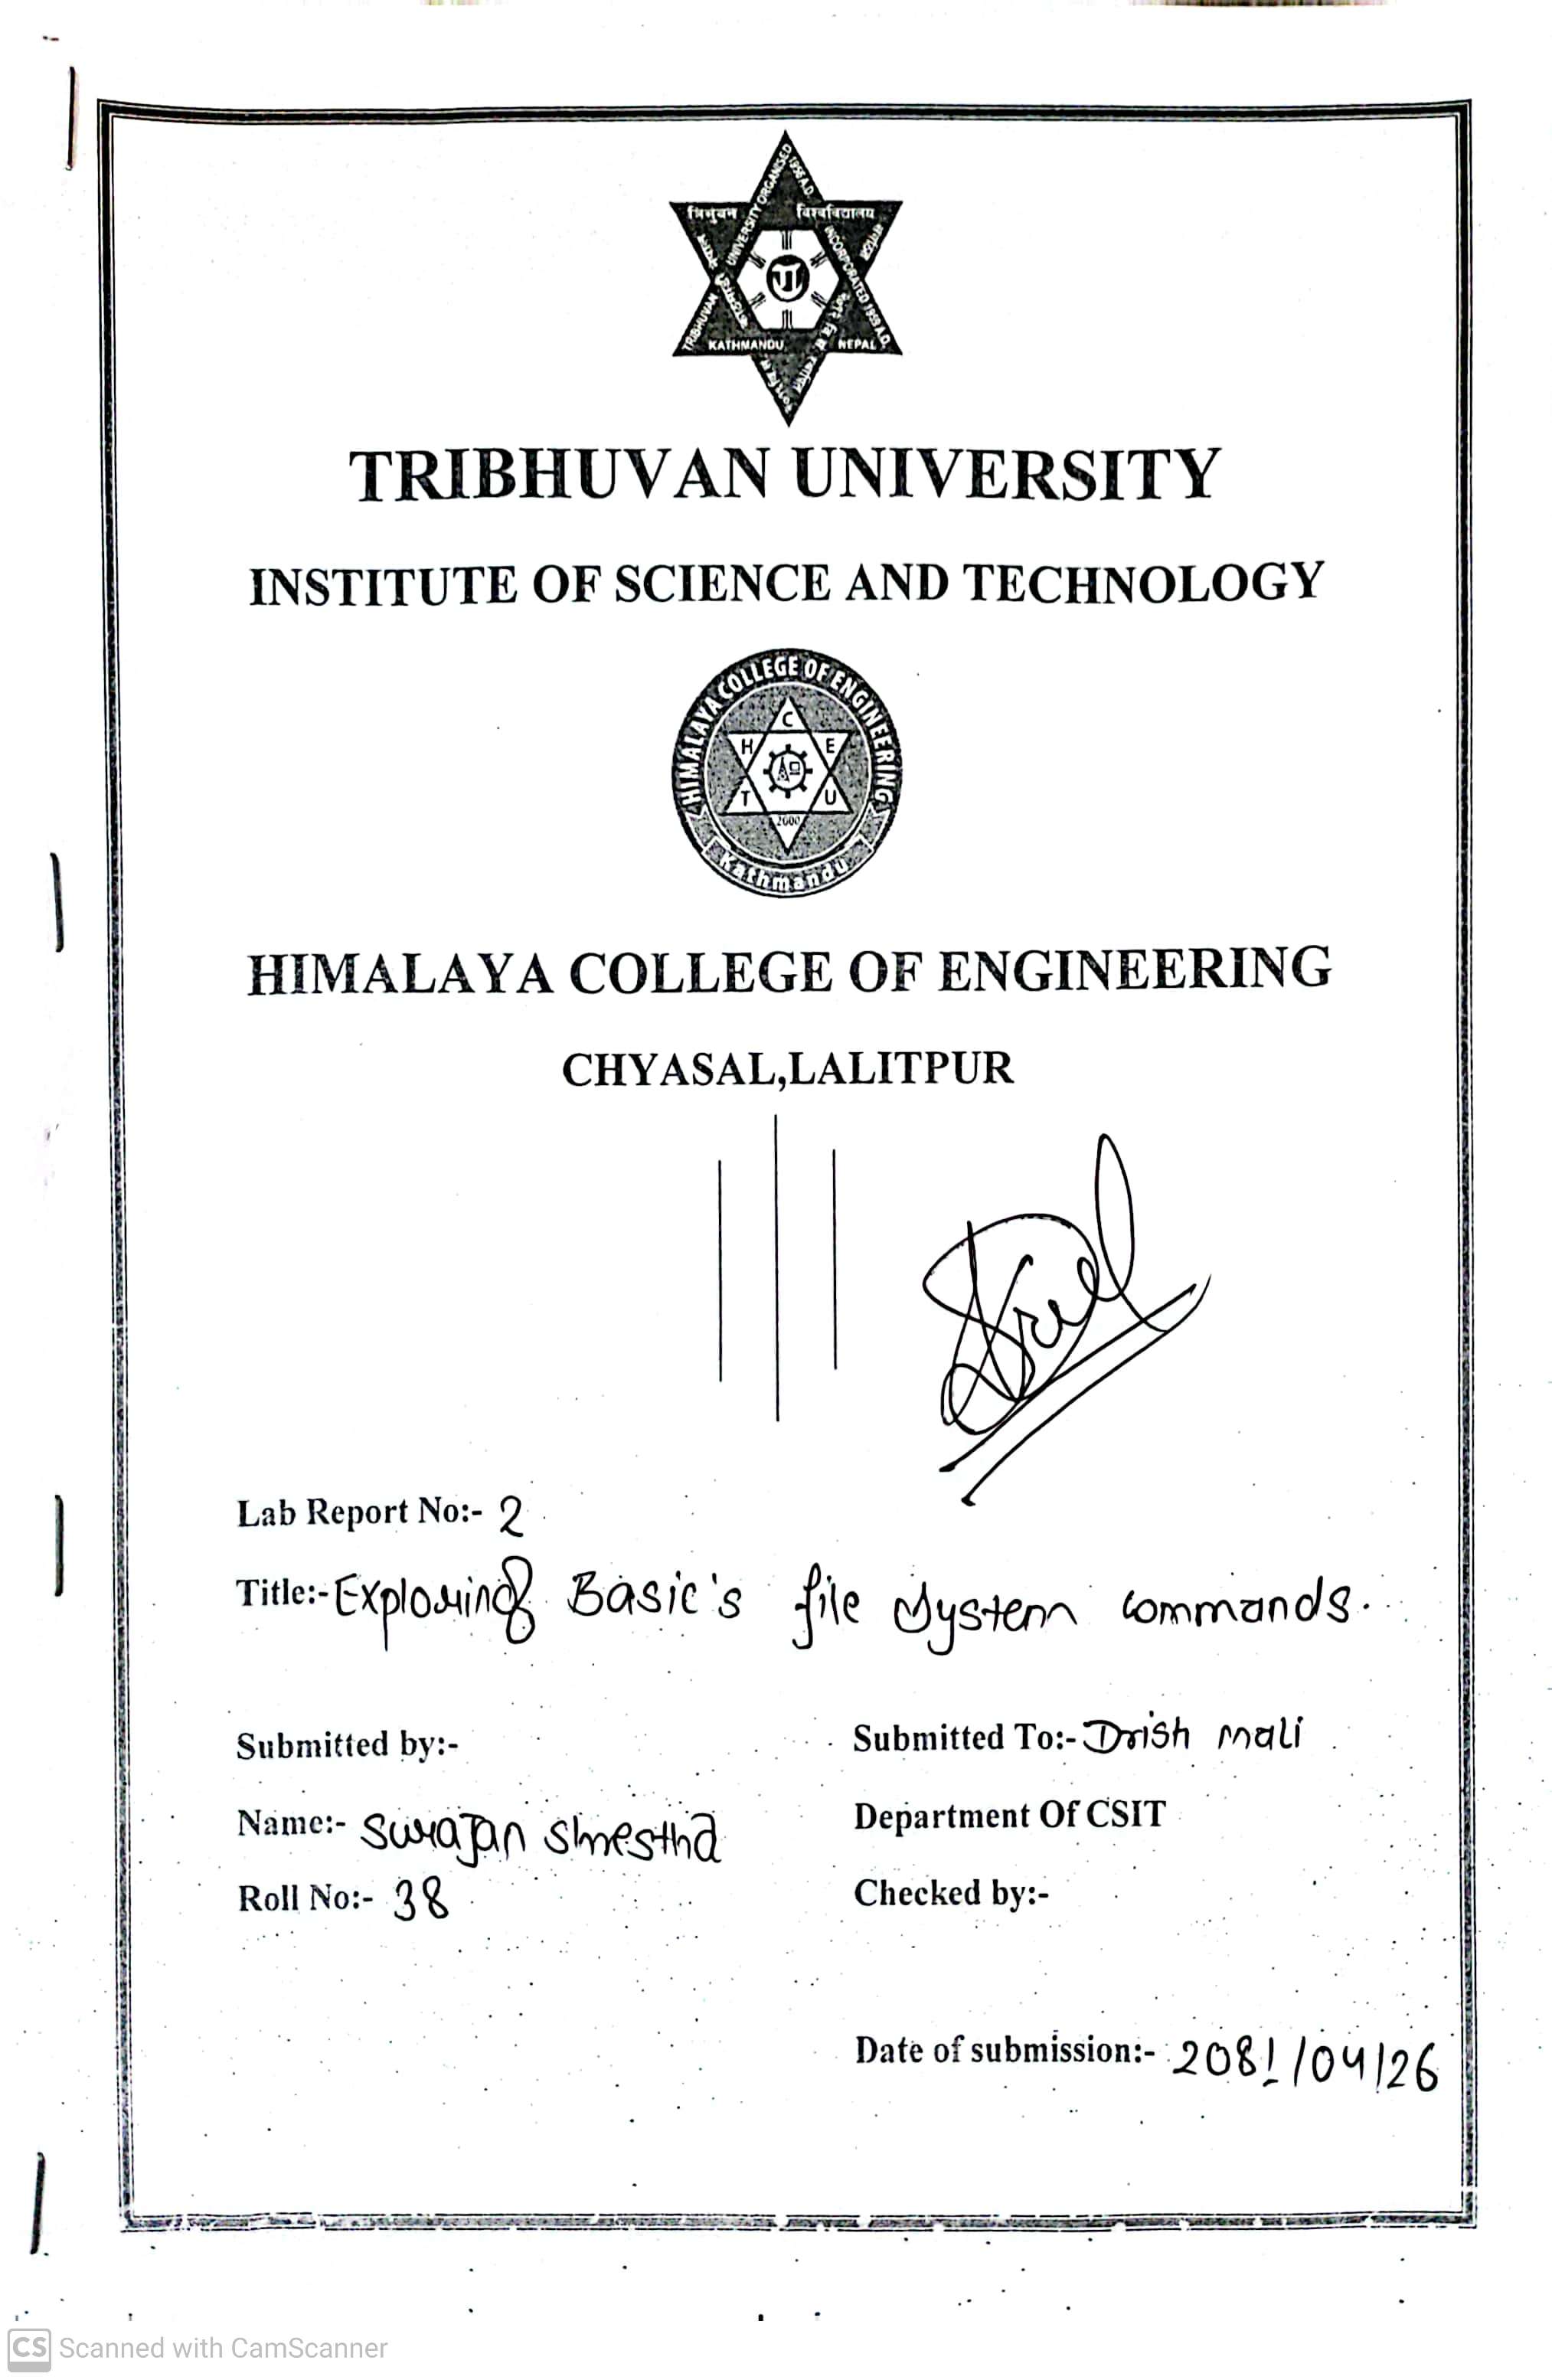 त्रिभुवन विश्वविद्यालय
TRIBHUVAN UNIVERSITY ORGANISED 1956 A.D.
INCORPORATED 1959 A.D.
KATHMANDU NEPAL
TRIBHUVAN UNIVERSITY
INSTITUTE OF SCIENCE AND TECHNOLOGY
HIMALAYA COLLEGE OF ENGINEERING
C
H E
T U
2000
Kathmandu
HIMALAYA COLLEGE OF ENGINEERING
CHYASAL,LALITPUR
Lab Report No:- 2
Title:- Exploring Basic's file system commands.
Submitted by:- Submitted To:- Drish Mali
Name:- Surajan Shrestha Department Of CSIT
Roll No:- 38 Checked by:-
Date of submission:- 2081/04/26
CS Scanned with CamScanner